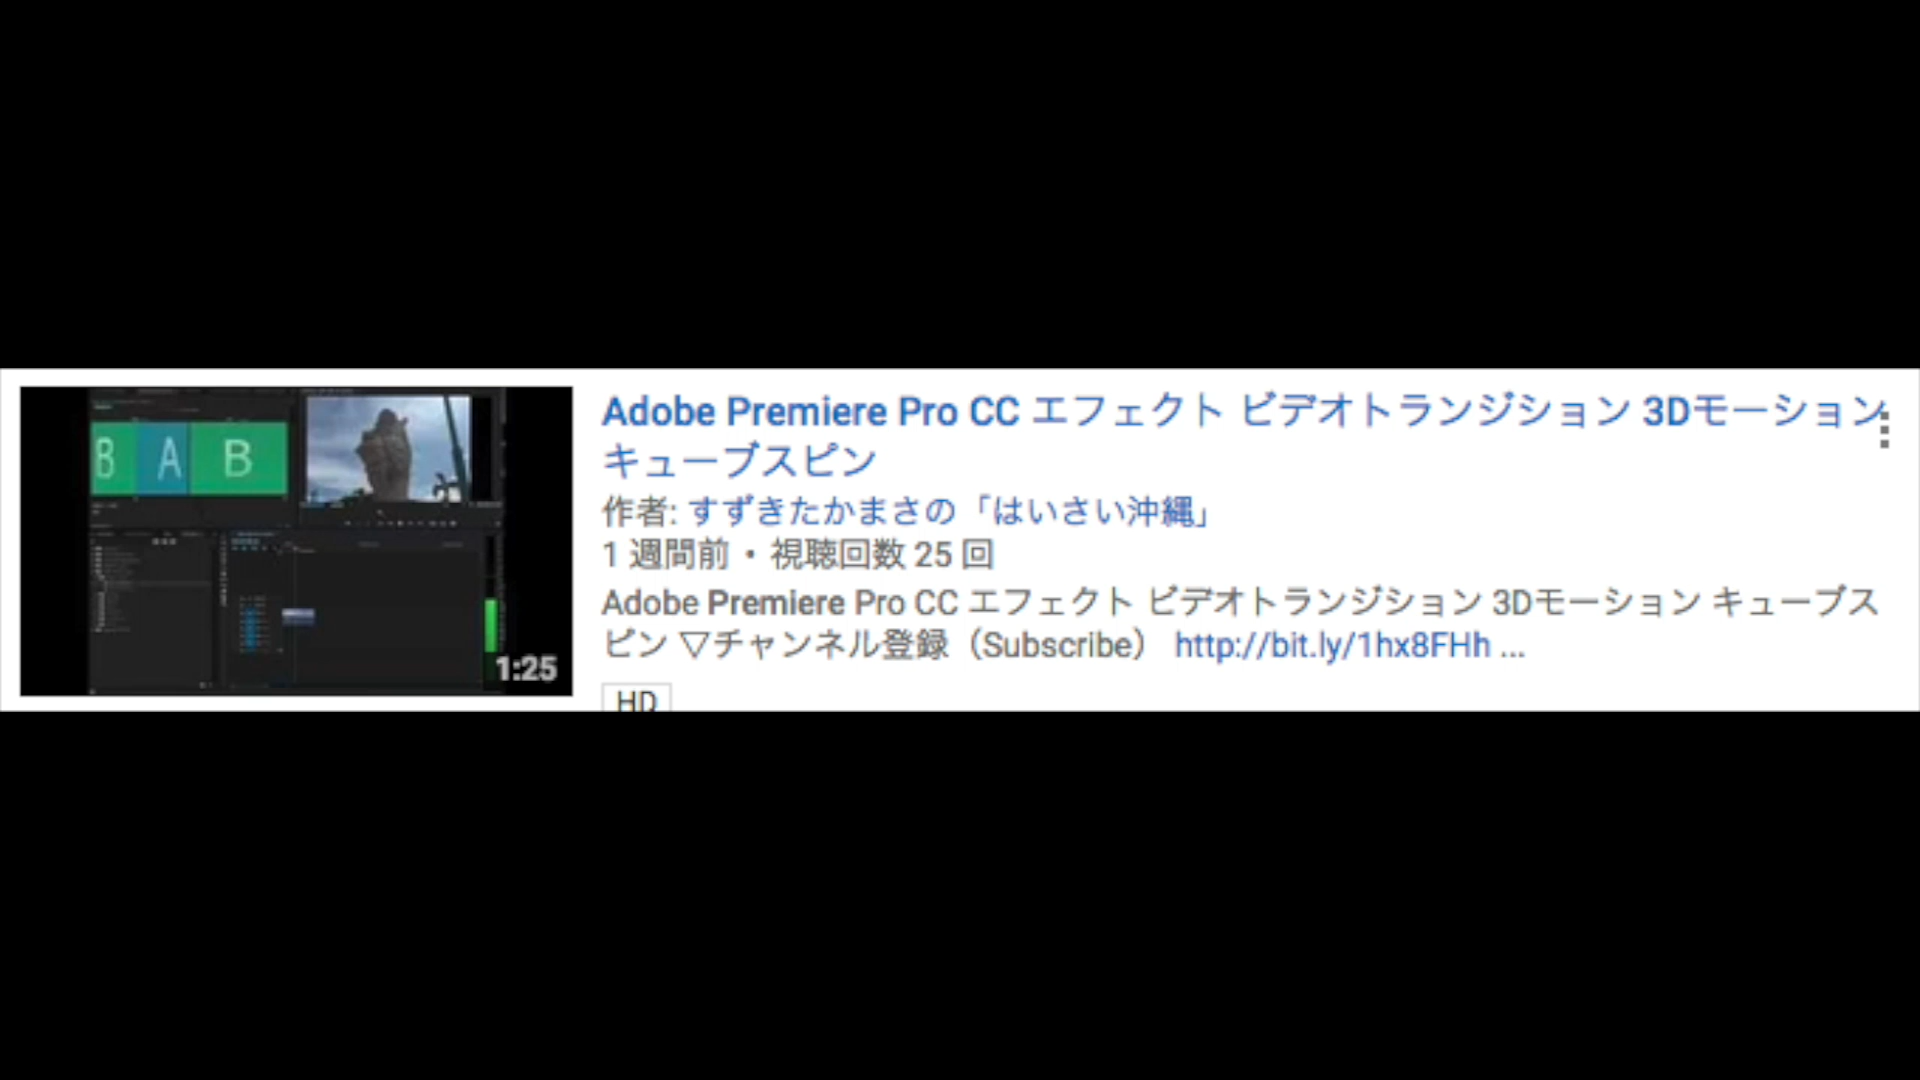 B A B
1:25
Adobe Premiere Pro CC エフェクト ビデオトランジション 3Dモーション
キューブスピン
作者: すずきたかまさの「はいさい沖縄」
1 週間前・視聴回数 25 回
Adobe Premiere Pro CC エフェクト ビデオトランジション 3Dモーション キューブス
ピン ▽チャンネル登録（Subscribe） http://bit.ly/1hx8FHh ...
HD